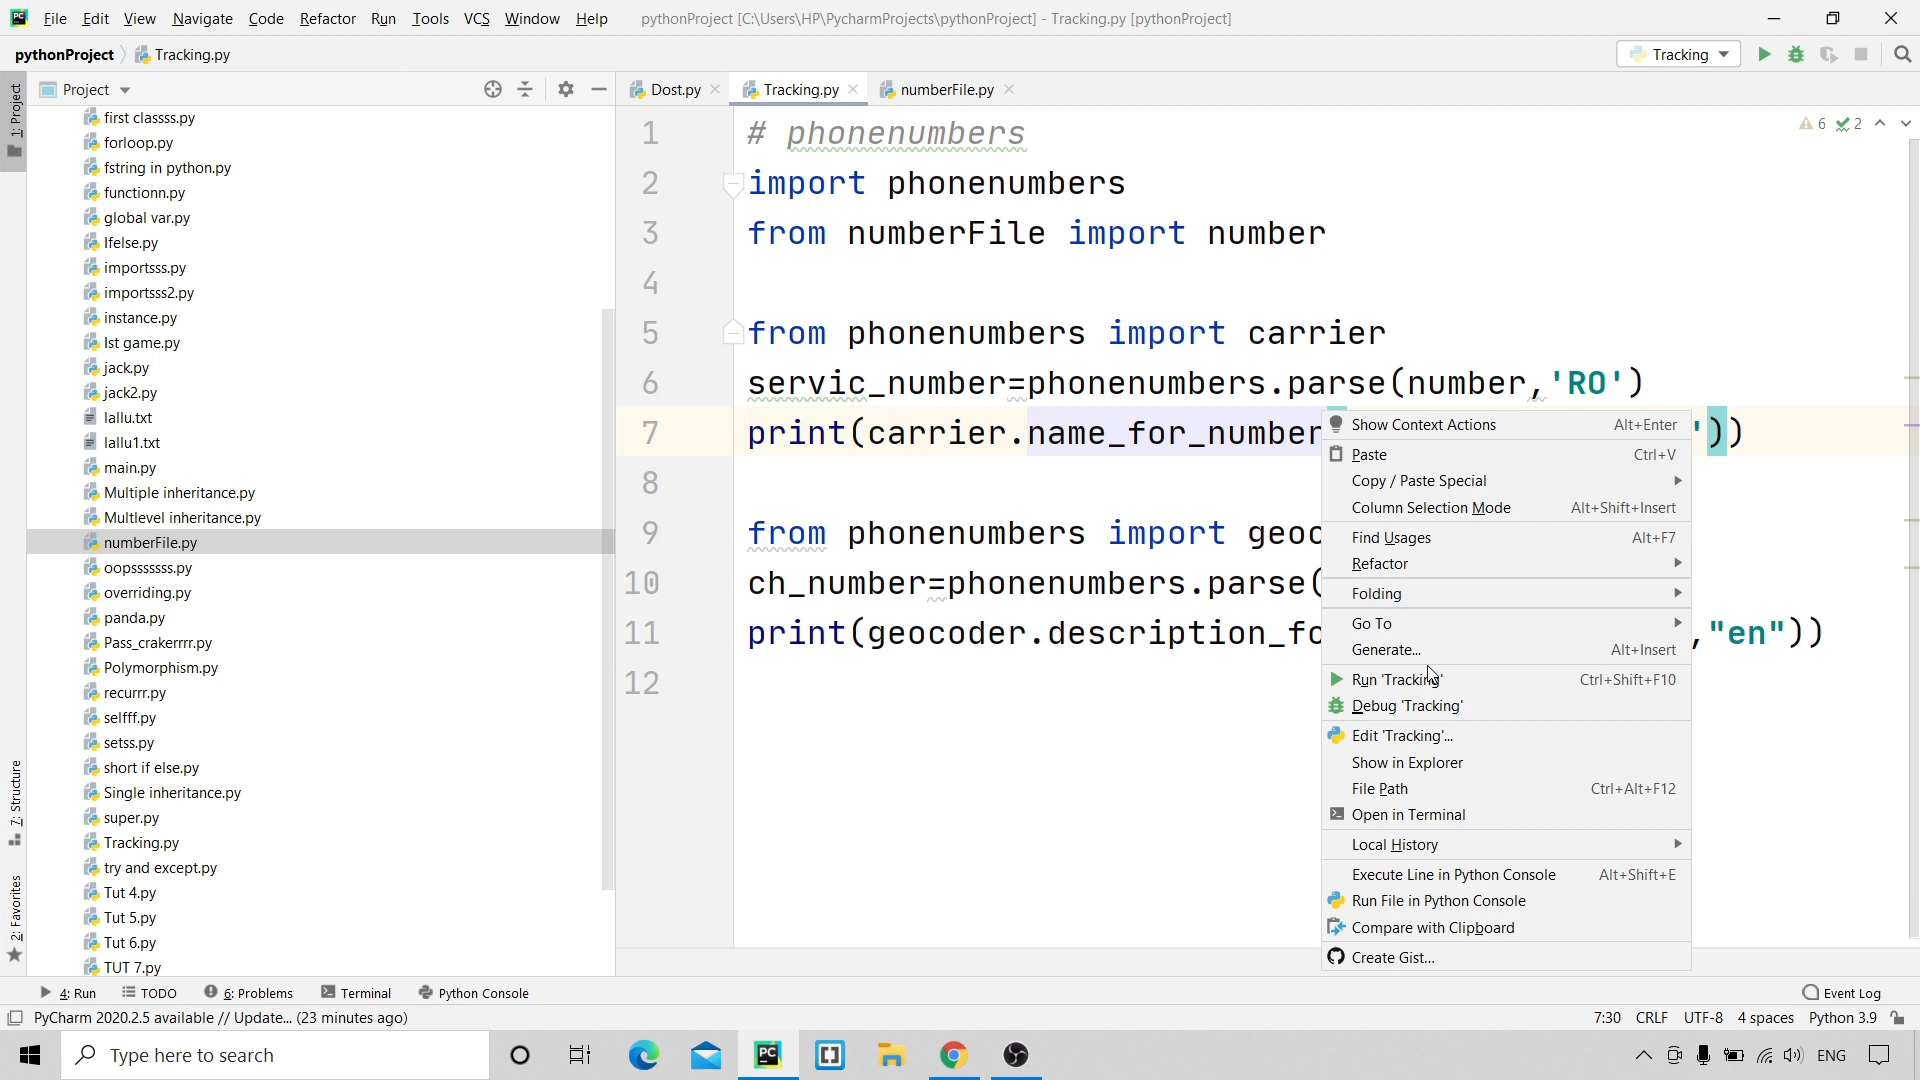 File Edit View Navigate Code Refactor Run Tools VCS Window Help pythonProject [C:\Users\HP\PycharmProjects\pythonProject] - Tracking.py [pythonProject]
pythonProject Tracking.py Tracking
1: Project
Project
Dost.py Tracking.py numberFile.py
first classss.py
forloop.py
fstring in python.py
functionn.py
global var.py
Ifelse.py
importsss.py
importsss2.py
instance.py
Ist game.py
jack.py
jack2.py
lallu.txt
lallu1.txt
main.py
Multiple inheritance.py
Multlevel inheritance.py
numberFile.py
oopsssssss.py
overriding.py
panda.py
Pass_crakerrrr.py
Polymorphism.py
recurrr.py
selfff.py
setss.py
short if else.py
Single inheritance.py
super.py
Tracking.py
try and except.py
Tut 4.py
Tut 5.py
Tut 6.py
TUT 7.py
7: Structure
2: Favorites
6 2
1 # phonenumbers
2 import phonenumbers
3 from numberFile import number
4
5 from phonenumbers import carrier
6 servic_number=phonenumbers.parse(number,'RO')
7 print(carrier.name_for_number '))
8
9 from phonenumbers import geoc
10 ch_number=phonenumbers.parse(
11 print(geocoder.description_fo ,"en"))
12
Show Context Actions Alt+Enter
Paste Ctrl+V
Copy / Paste Special
Column Selection Mode Alt+Shift+Insert
Find Usages Alt+F7
Refactor
Folding
Go To
Generate... Alt+Insert
Run 'Tracking' Ctrl+Shift+F10
Debug 'Tracking'
Edit 'Tracking'...
Show in Explorer
File Path Ctrl+Alt+F12
Open in Terminal
Local History
Execute Line in Python Console Alt+Shift+E
Run File in Python Console
Compare with Clipboard
Create Gist...
4: Run TODO 6: Problems Terminal Python Console Event Log
PyCharm 2020.2.5 available // Update... (23 minutes ago) 7:30 CRLF UTF-8 4 spaces Python 3.9
Type here to search ENG